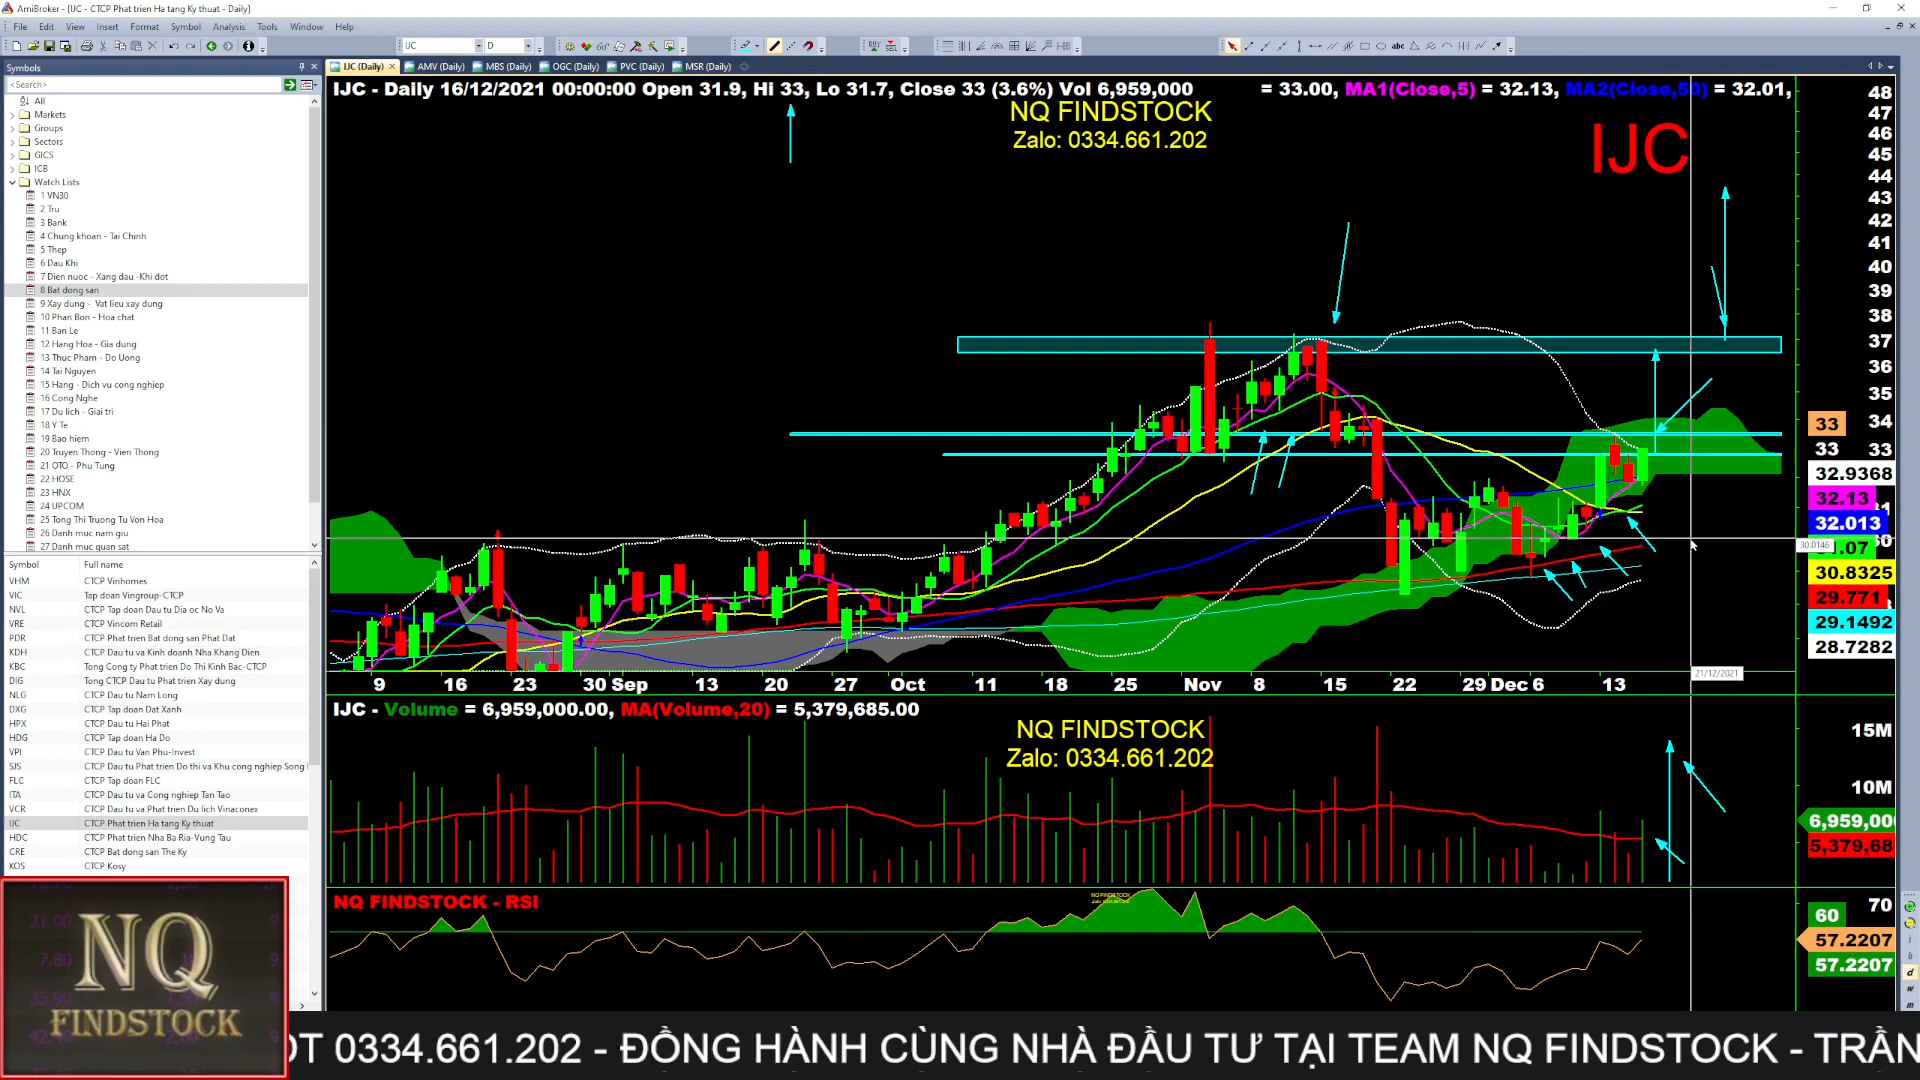 AmiBroker - [IJC - CTCP Phat trien Ha tang Ky thuat - Daily]
File Edit View Insert Format Symbol Analysis Tools Window Help
IJC D
Symbols
IJC (Daily) AMV (Daily) MBS (Daily) OGC (Daily) PVC (Daily) MSR (Daily)
<Search>
All
Markets
Groups
Sectors
GICS
ICB
Watch Lists
1 VN30
2 Tru
3 Bank
4 Chung khoan - Tai Chinh
5 Thep
6 Dau Khi
7 Dien nuoc - Xang dau -Khi dot
8 Bat dong san
9 Xay dung - Vat lieu xay dung
10 Phan Bon - Hoa chat
11 Ban Le
12 Hang Hoa - Gia dung
13 Thuc Pham - Do Uong
14 Tai Nguyen
15 Hang - Dich vu cong nghiep
16 Cong Nghe
17 Du lich - Giai tri
18 Y Te
19 Bao hiem
20 Truyen Thong - Vien Thong
21 OTO - Phu Tung
22 HOSE
23 HNX
24 UPCOM
25 Tong Thi Truong Tu Von Hoa
26 Danh muc nam giu
27 Danh muc quan sat
Symbol Full name
VHM CTCP Vinhomes
VIC Tap doan Vingroup-CTCP
NVL CTCP Tap doan Dau tu Dia oc No Va
VRE CTCP Vincom Retail
PDR CTCP Phat trien Bat dong san Phat Dat
KDH CTCP Dau tu va Kinh doanh Nha Khang Dien
KBC Tong Cong ty Phat trien Do Thi Kinh Bac-CTCP
DIG Tong CTCP Dau tu Phat trien Xay dung
NLG CTCP Dau tu Nam Long
DXG CTCP Tap doan Dat Xanh
HPX CTCP Dau tu Hai Phat
HDG CTCP Tap doan Ha Do
VPI CTCP Dau tu Van Phu-Invest
SJS CTCP Dau tu Phat trien Do thi va Khu cong nghiep Song
FLC CTCP Tap doan FLC
ITA CTCP Dau tu va Cong nghiep Tan Tao
VCR CTCP Dau tu va Phat trien Du lich Vinaconex
IJC CTCP Phat trien Ha tang Ky thuat
HDC CTCP Phat trien Nha Ba Ria-Vung Tau
CRE CTCP Bat dong san The Ky
KOS CTCP Kosy
IJC - Daily 16/12/2021 00:00:00 Open 31.9, Hi 33, Lo 31.7, Close 33 (3.6%) Vol 6,959,000 = 33.00, MA1(Close,5) = 32.13, MA2(Close,50) = 32.01,
NQ FINDSTOCK
Zalo: 0334.661.202
IJC
48
47
46
45
44
43
42
41
40
39
38
37
36
35
33 34
33 33
32.9368
32.13
32.013
30.0146
30.8325
29.771
29.1492
28.7282
21/12/2021
9 16 23 30 Sep 13 20 27 Oct 11 18 25 Nov 8 15 22 29 Dec 6 13
IJC - Volume = 6,959,000.00, MA(Volume,20) = 5,379,685.00
NQ FINDSTOCK
Zalo: 0334.661.202
15M
10M
6,959,00
5,379,68
NQ FINDSTOCK - RSI
70
60
57.2207
57.2207
NQ
FINDSTOCK
0334.661.202 - ĐỒNG HÀNH CÙNG NHÀ ĐẦU TƯ TẠI TEAM NQ FINDSTOCK - TRẦN